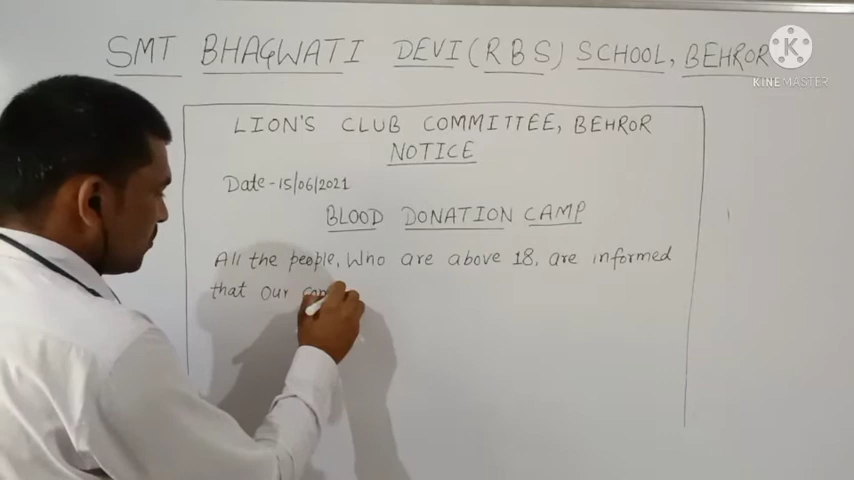 SMT BHAGWATI DEVI (RBS) SCHOOL, BEHROR
KINEMASTER
LION'S CLUB COMMITTEE, BEHROR
NOTICE
Date-15/06/2021
BLOOD DONATION CAMP
All the people, Who are above 18, are informed
that our